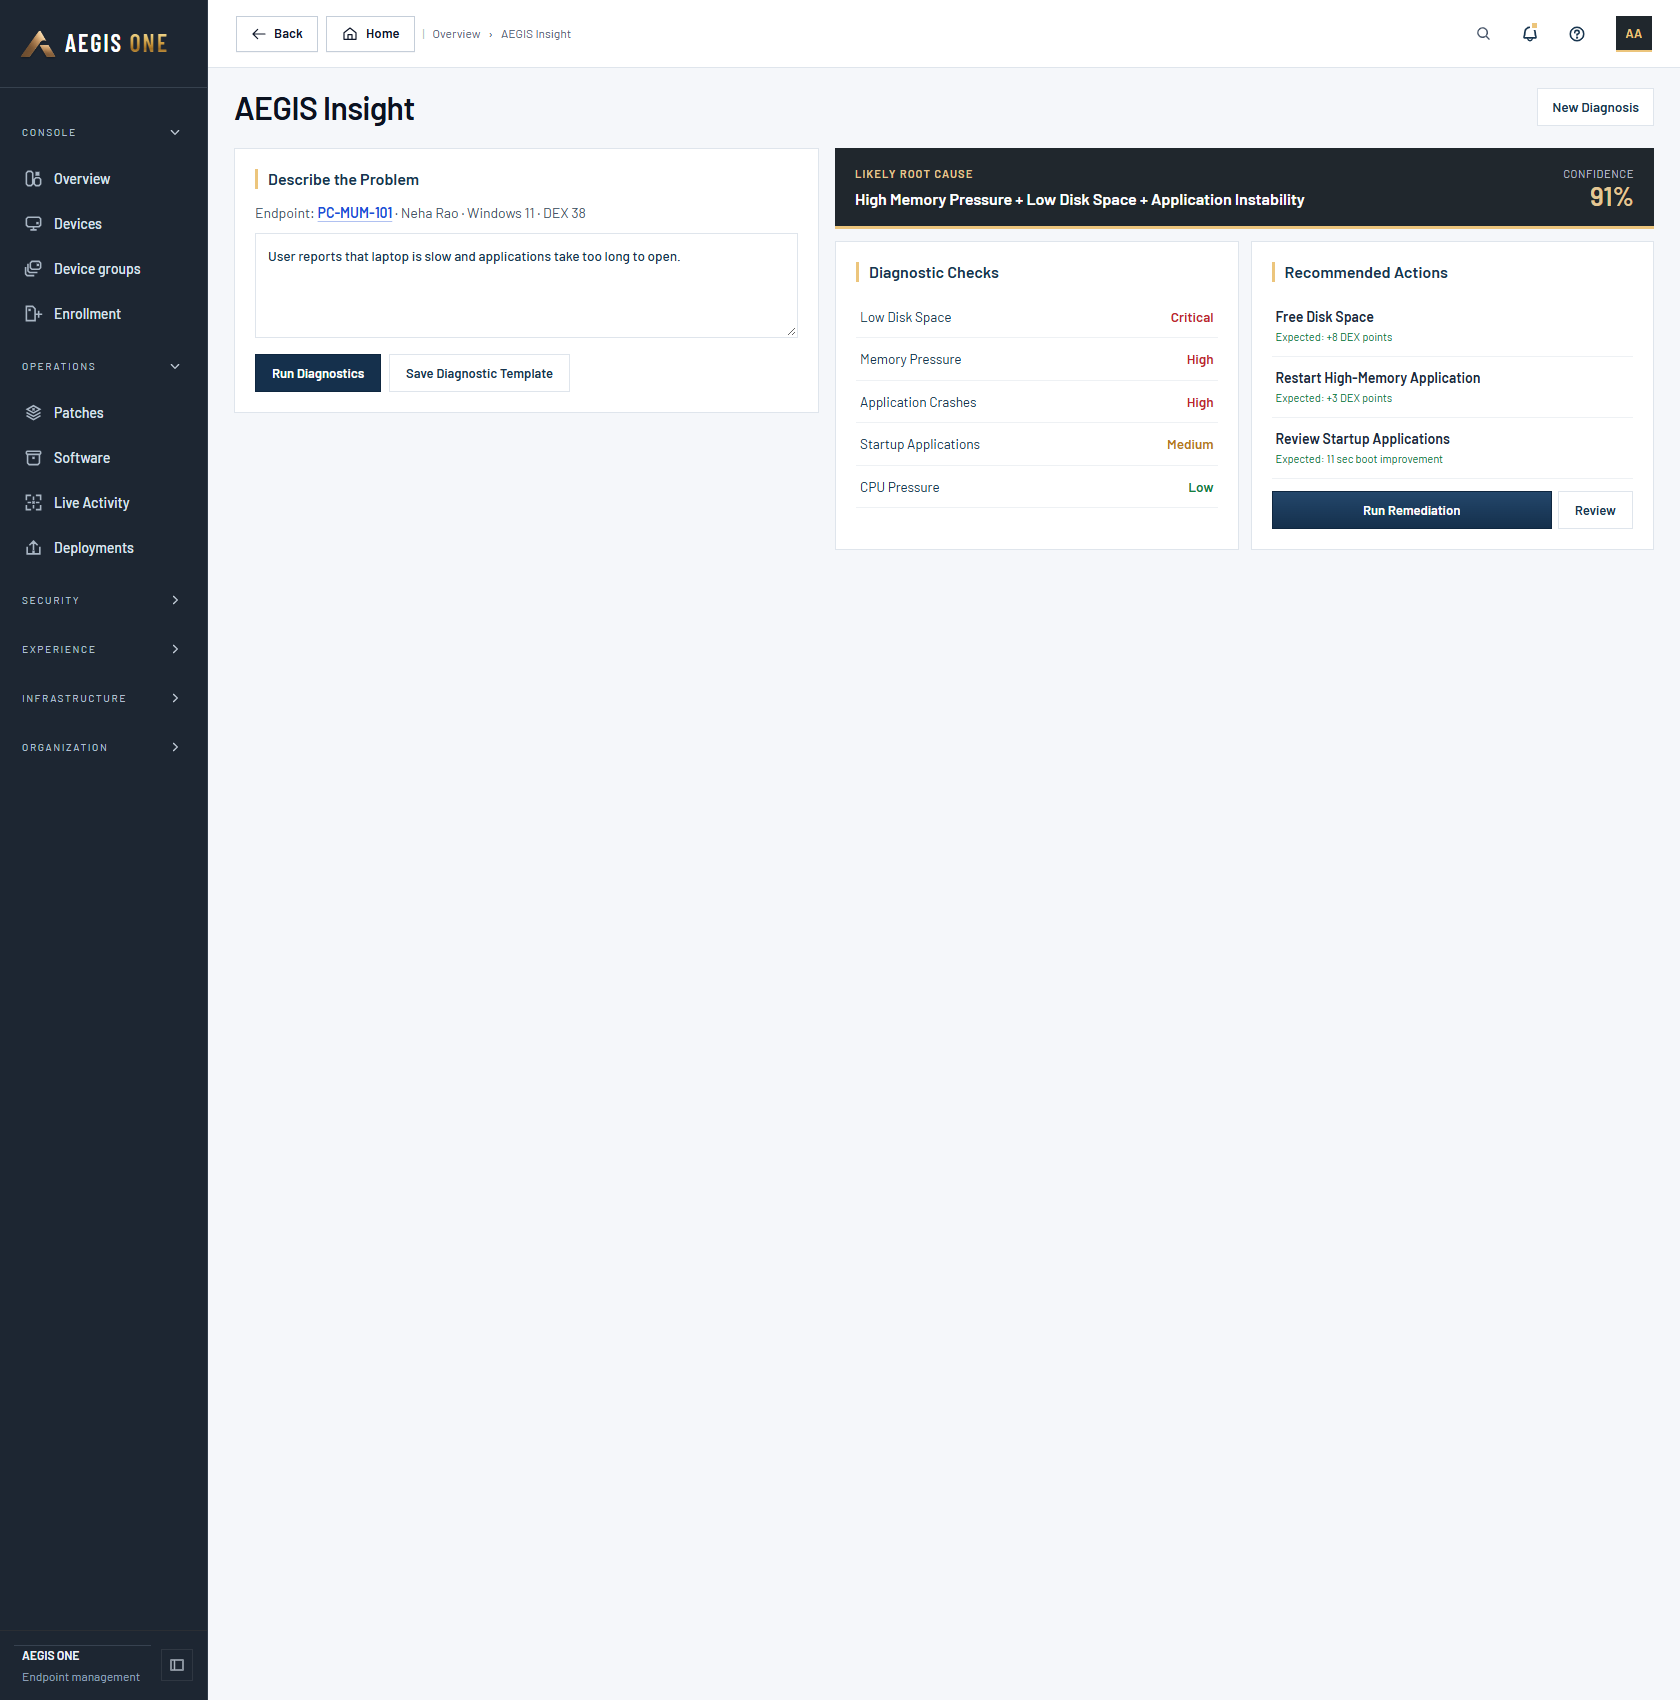 AEGIS ONE
CONSOLE
Overview
Devices
Device groups
Enrollment
OPERATIONS
Patches
Software
Live Activity
Deployments
SECURITY
EXPERIENCE
INFRASTRUCTURE
ORGANIZATION
AEGIS ONE
Endpoint management
Back
Home
Overview › AEGIS Insight
AA
AEGIS Insight
New Diagnosis
Describe the Problem
Endpoint: PC-MUM-101 · Neha Rao · Windows 11 · DEX 38
User reports that laptop is slow and applications take too long to open.
Run Diagnostics
Save Diagnostic Template
LIKELY ROOT CAUSE
High Memory Pressure + Low Disk Space + Application Instability
CONFIDENCE
91%
Diagnostic Checks
Low Disk Space Critical
Memory Pressure High
Application Crashes High
Startup Applications Medium
CPU Pressure Low
Recommended Actions
Free Disk Space
Expected: +8 DEX points
Restart High-Memory Application
Expected: +3 DEX points
Review Startup Applications
Expected: 11 sec boot improvement
Run Remediation
Review